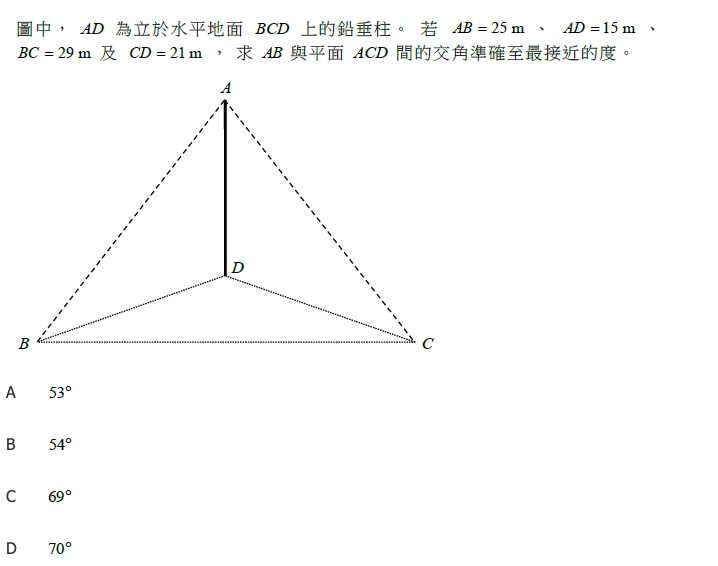 圖中， AD 為立於水平地面 BCD 上的鉛垂柱。 若 AB = 25 m 、 AD = 15 m 、
BC = 29 m 及 CD = 21 m ， 求 AB 與平面 ACD 間的交角準確至最接近的度。
A
D
B
C
A 53°
B 54°
C 69°
D 70°